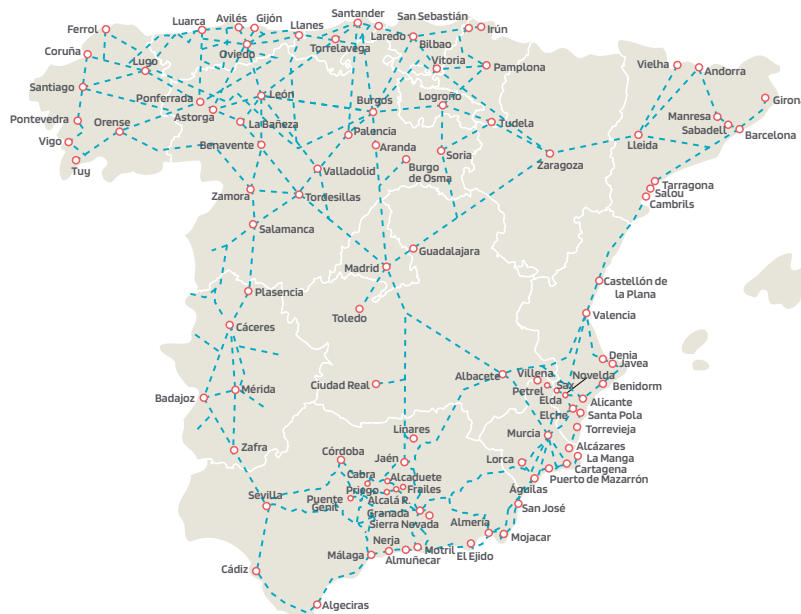 Ferrol
Luarca
Avilés
Gijón
Llanes
Santander
San Sebastián
Irún
Laredo
Bilbao
Coruña
Lugo
Oviedo
Torrelavega
Vitoria
Pamplona
Vielha
Andorra
Santiago
Ponferrada
León
Burgos
Logroño
Girona
Manresa
Sabadell
Barcelona
Pontevedra
Orense
Astorga
La Bañeza
Palencia
Tudela
Vigo
Benavente
Aranda
Soria
Lleida
Tuy
Valladolid
Burgo
de Osma
Zaragoza
Zamora
Tordesillas
Tarragona
Salou
Cambrils
Salamanca
Guadalajara
Madrid
Plasencia
Castellón
de la Plana
Toledo
Valencia
Cáceres
Denia
Javea
Albacete
Villena
Novelda
Sax
Petrel
Elda
Benidorm
Ciudad Real
Mérida
Badajoz
Alicante
Elche
Santa Pola
Torrevieja
Linares
Murcia
Zafra
Córdoba
Jaén
Lorca
Alcázares
La Manga
Cartagena
Puerto de Mazarrón
Cabra
Alcaudete
Priego
Frailes
Águilas
Sevilla
Puente
Genil
Alcalá R.
Granada
San José
Sierra Nevada
Almería
Nerja
Mojacar
Motril
Málaga
Almuñecar
El Ejido
Cádiz
Algeciras